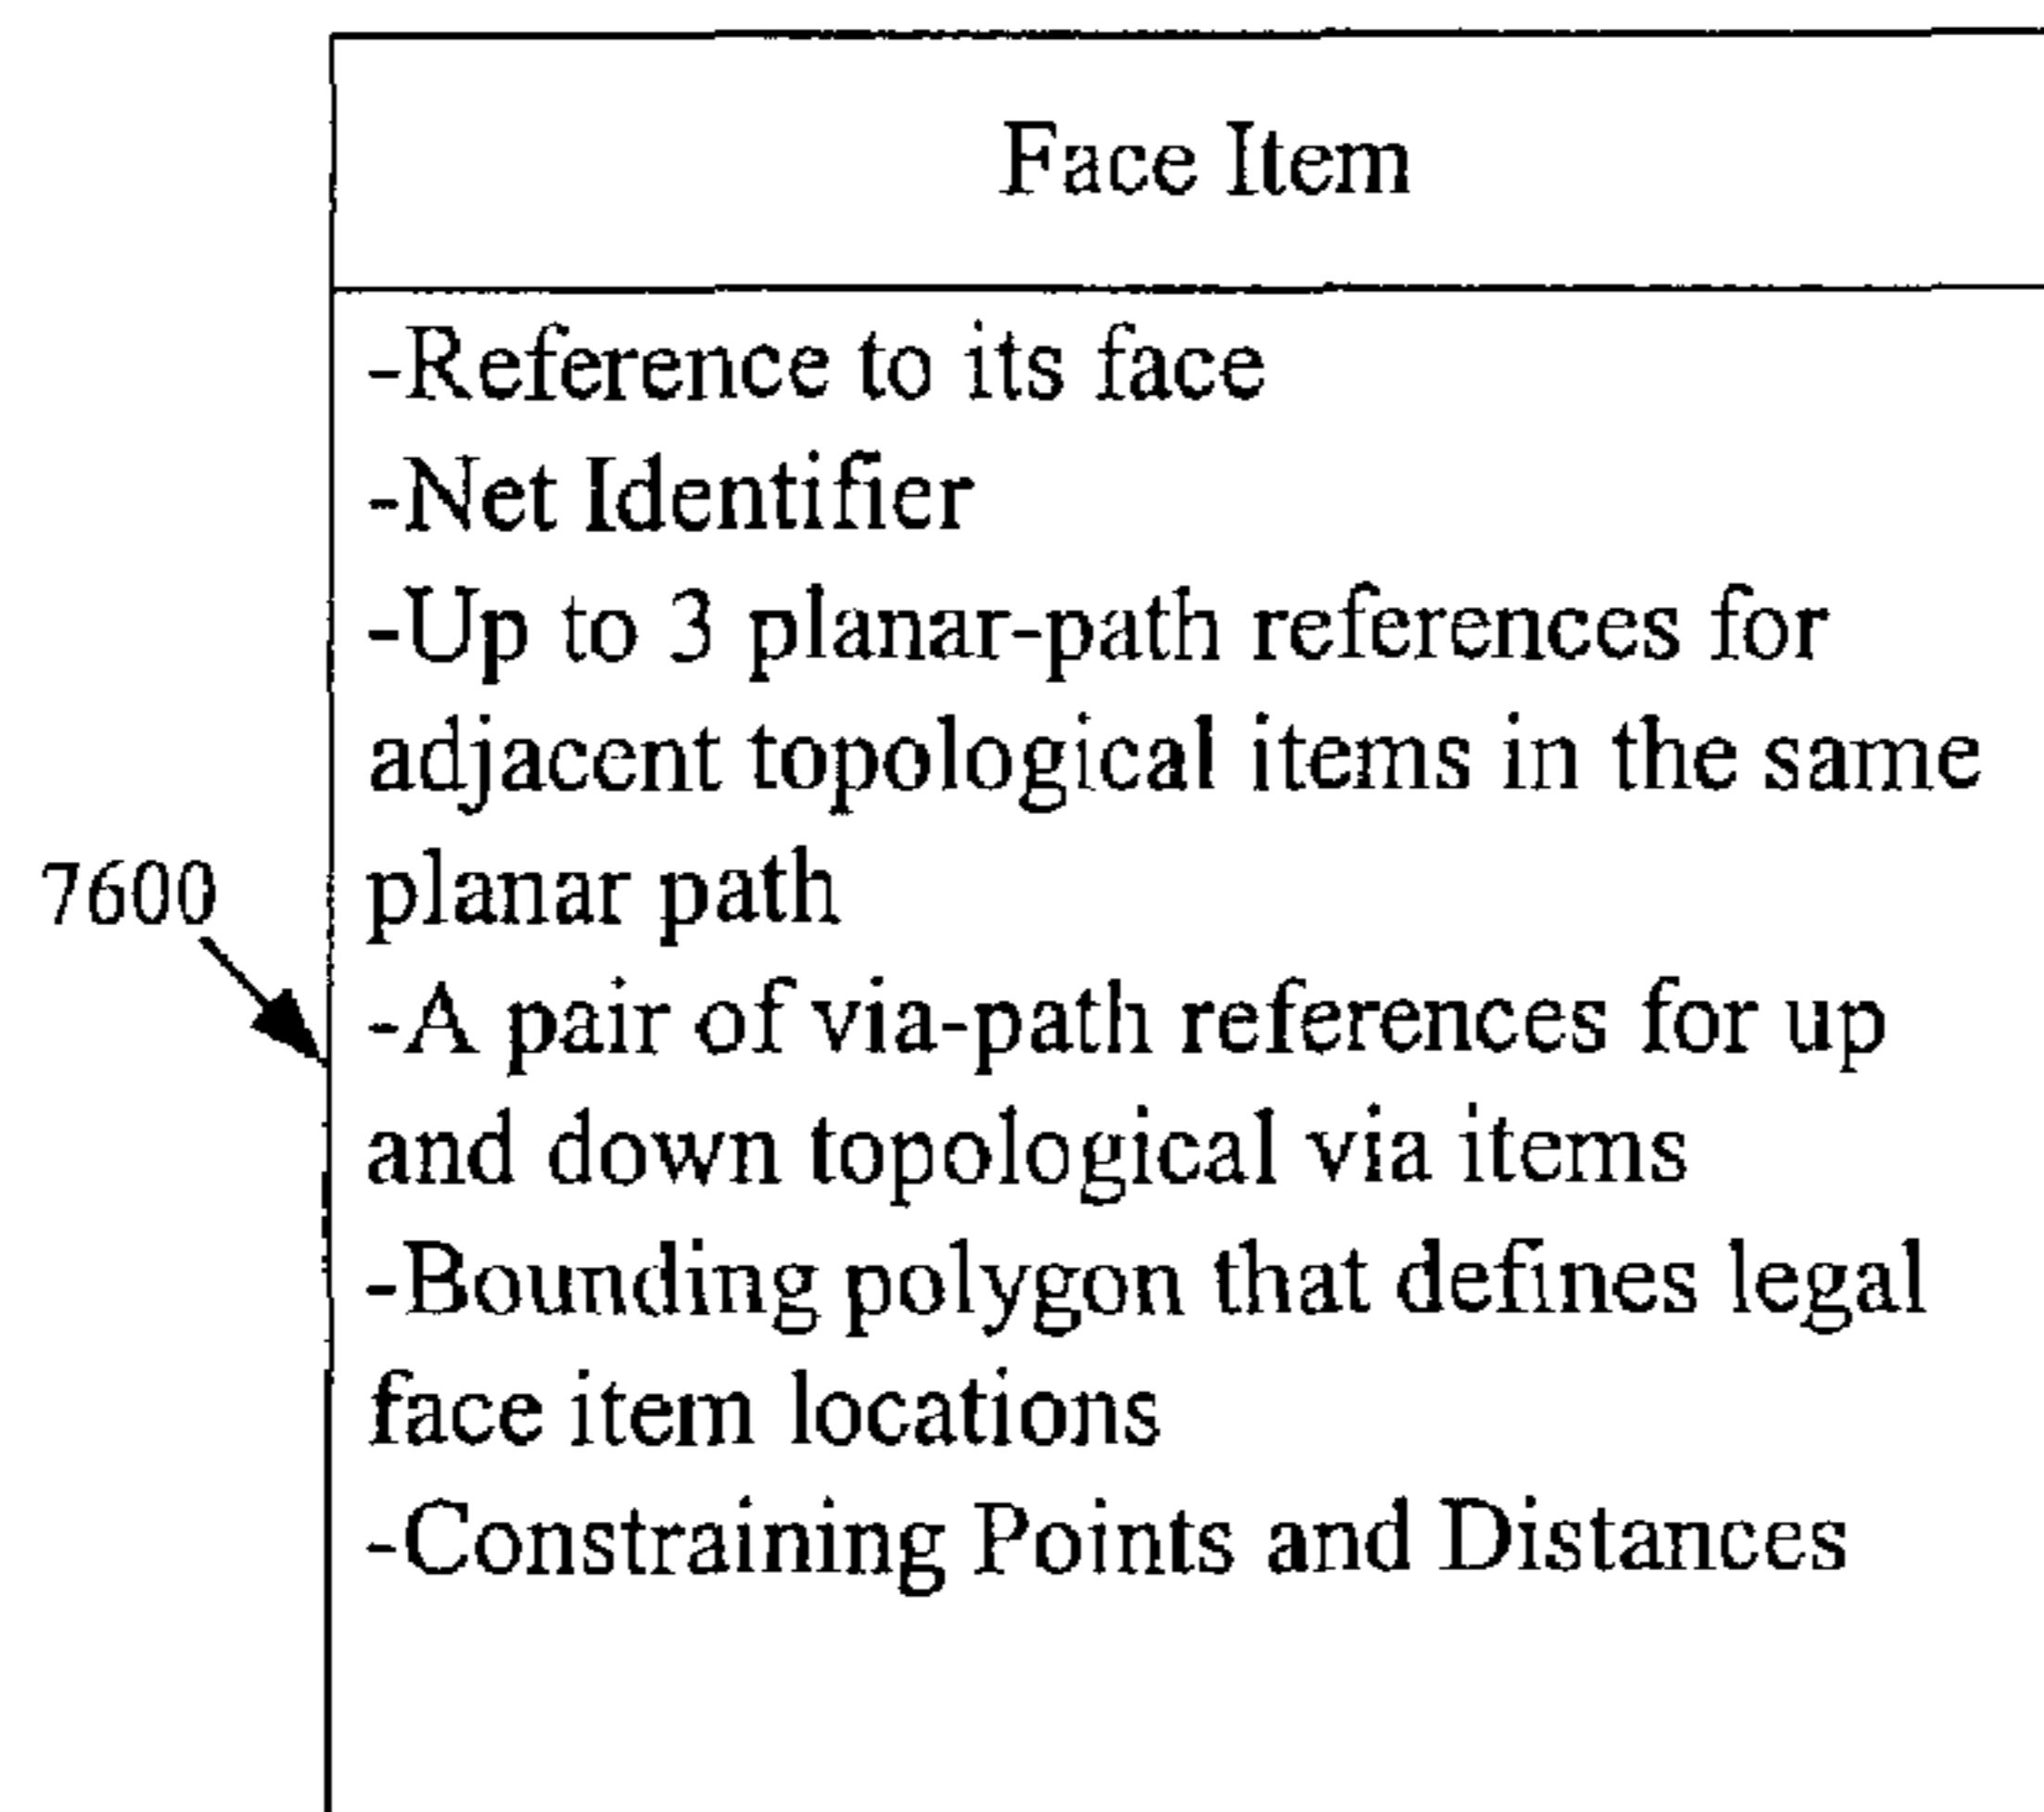 Face Item
-Reference to its face
-Net Identifier
-Up to 3 planar-path references for
adjacent topological items in the same
planar path
7600
-A pair of via-path references for up
and down topological via items
-Bounding polygon that defines legal
face item locations
-Constraining Points and Distances